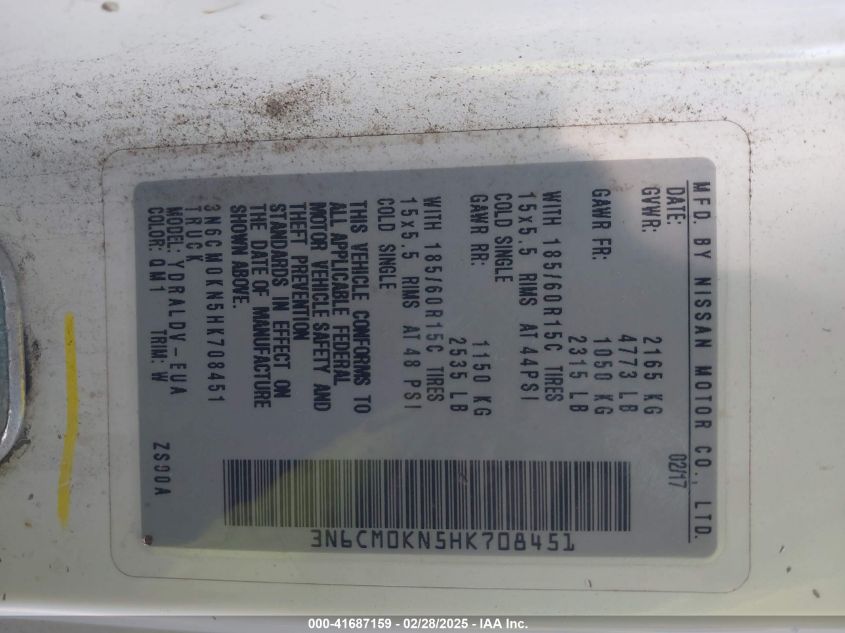 MFD. BY NISSAN MOTOR CO., LTD.
DATE: 02/17
GVWR: 2165 KG
4773 LB
GAWR FR: 1050 KG
2315 LB
WITH 185/60R15C TIRES
15x5.5 RIMS AT 44PSI
COLD SINGLE
GAWR RR: 1150 KG
2535 LB
WITH 185/60R15C TIRES
15x5.5 RIMS AT 48 PSI
COLD SINGLE
THIS VEHICLE CONFORMS TO
ALL APPLICABLE FEDERAL
MOTOR VEHICLE SAFETY AND
THEFT PREVENTION
STANDARDS IN EFFECT ON
THE DATE OF MANUFACTURE
SHOWN ABOVE.
3N6CM0KN5HK708451
TRUCK
MODEL: YDRALDV-EUA
COLOR: QM1 TRIM: W ZS00A
3N6CM0KN5HK708451
000-41687159 - 02/28/2025 - IAA Inc.